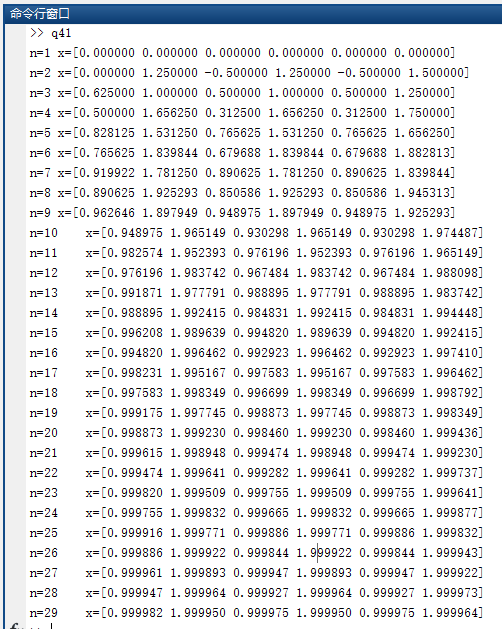 命令行窗口
>> q41
n=1 x=[0.000000 0.000000 0.000000 0.000000 0.000000 0.000000]
n=2 x=[0.000000 1.250000 -0.500000 1.250000 -0.500000 1.500000]
n=3 x=[0.625000 1.000000 0.500000 1.000000 0.500000 1.250000]
n=4 x=[0.500000 1.656250 0.312500 1.656250 0.312500 1.750000]
n=5 x=[0.828125 1.531250 0.765625 1.531250 0.765625 1.656250]
n=6 x=[0.765625 1.839844 0.679688 1.839844 0.679688 1.882813]
n=7 x=[0.919922 1.781250 0.890625 1.781250 0.890625 1.839844]
n=8 x=[0.890625 1.925293 0.850586 1.925293 0.850586 1.945313]
n=9 x=[0.962646 1.897949 0.948975 1.897949 0.948975 1.925293]
n=10 x=[0.948975 1.965149 0.930298 1.965149 0.930298 1.974487]
n=11 x=[0.982574 1.952393 0.976196 1.952393 0.976196 1.965149]
n=12 x=[0.976196 1.983742 0.967484 1.983742 0.967484 1.988098]
n=13 x=[0.991871 1.977791 0.988895 1.977791 0.988895 1.983742]
n=14 x=[0.988895 1.992415 0.984831 1.992415 0.984831 1.994448]
n=15 x=[0.996208 1.989639 0.994820 1.989639 0.994820 1.992415]
n=16 x=[0.994820 1.996462 0.992923 1.996462 0.992923 1.997410]
n=17 x=[0.998231 1.995167 0.997583 1.995167 0.997583 1.996462]
n=18 x=[0.997583 1.998349 0.996699 1.998349 0.996699 1.998792]
n=19 x=[0.999175 1.997745 0.998873 1.997745 0.998873 1.998349]
n=20 x=[0.998873 1.999230 0.998460 1.999230 0.998460 1.999436]
n=21 x=[0.999615 1.998948 0.999474 1.998948 0.999474 1.999230]
n=22 x=[0.999474 1.999641 0.999282 1.999641 0.999282 1.999737]
n=23 x=[0.999820 1.999509 0.999755 1.999509 0.999755 1.999641]
n=24 x=[0.999755 1.999832 0.999665 1.999832 0.999665 1.999877]
n=25 x=[0.999916 1.999771 0.999886 1.999771 0.999886 1.999832]
n=26 x=[0.999886 1.999922 0.999844 1.999922 0.999844 1.999943]
n=27 x=[0.999961 1.999893 0.999947 1.999893 0.999947 1.999922]
n=28 x=[0.999947 1.999964 0.999927 1.999964 0.999927 1.999973]
n=29 x=[0.999982 1.999950 0.999975 1.999950 0.999975 1.999964]